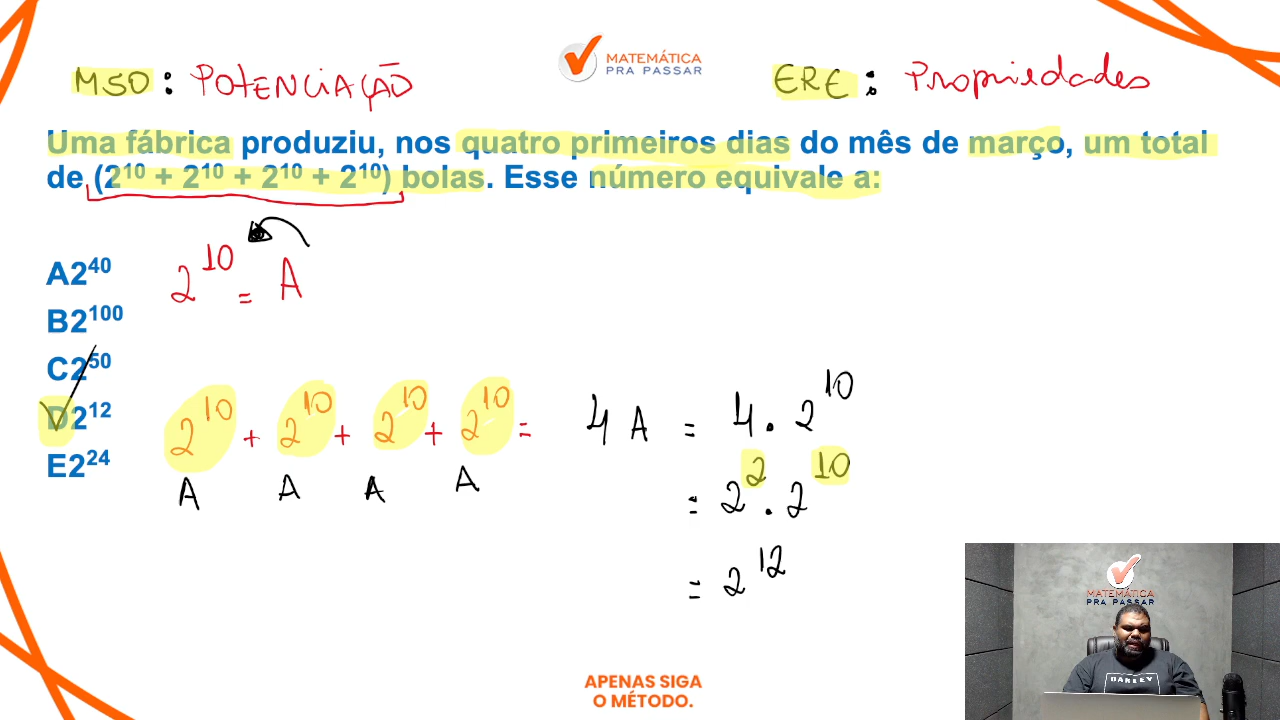 MATEMÁTICA
PRA PASSAR
MSO : POTENCIAÇÃO
ERE : Propriedades
Uma fábrica produziu, nos quatro primeiros dias do mês de março, um total
de (2¹⁰ + 2¹⁰ + 2¹⁰ + 2¹⁰) bolas. Esse número equivale a:
A2⁴⁰
B2¹⁰⁰
C2⁵⁰
D2¹²
E2²⁴
2¹⁰ = A
2¹⁰ + 2¹⁰ + 2¹⁰ + 2¹⁰ = 4A = 4 . 2¹⁰
A A A A
= 2² . 2¹⁰
= 2¹²
MATEMÁTICA
PRA PASSAR
OAKLEY
APENAS SIGA
O MÉTODO.